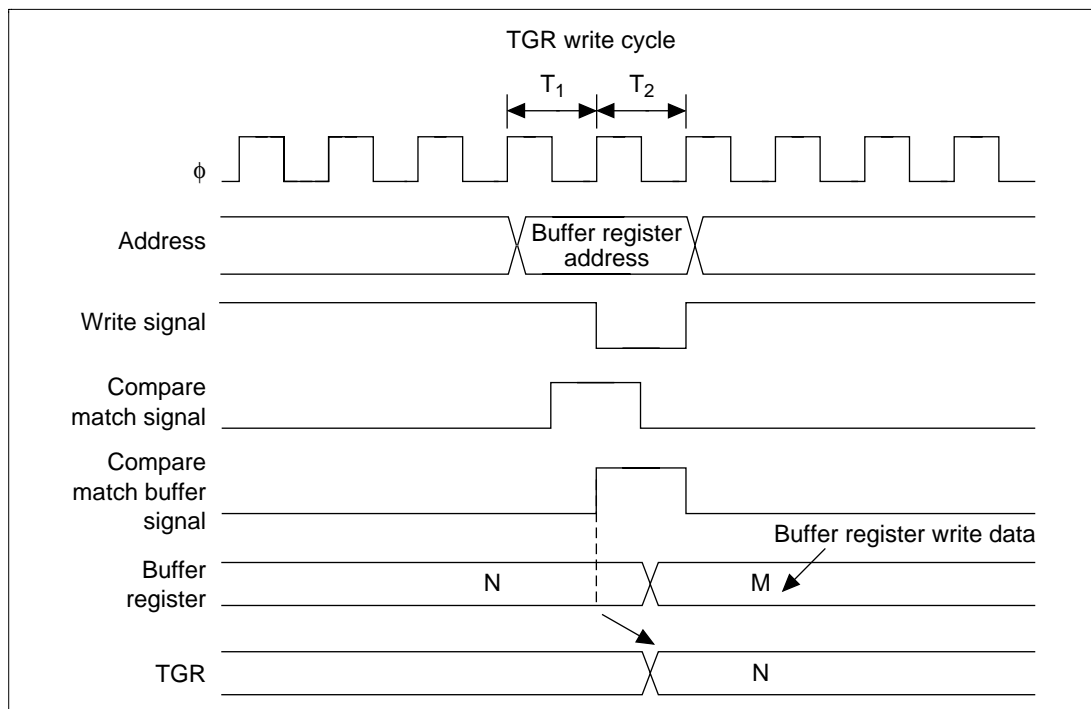 TGR write cycle
T1 T2
ϕ
Address
Buffer register
address
Write signal
Compare
match signal
Compare
match buffer
signal
Buffer register write data
Buffer
register
N M
TGR
N